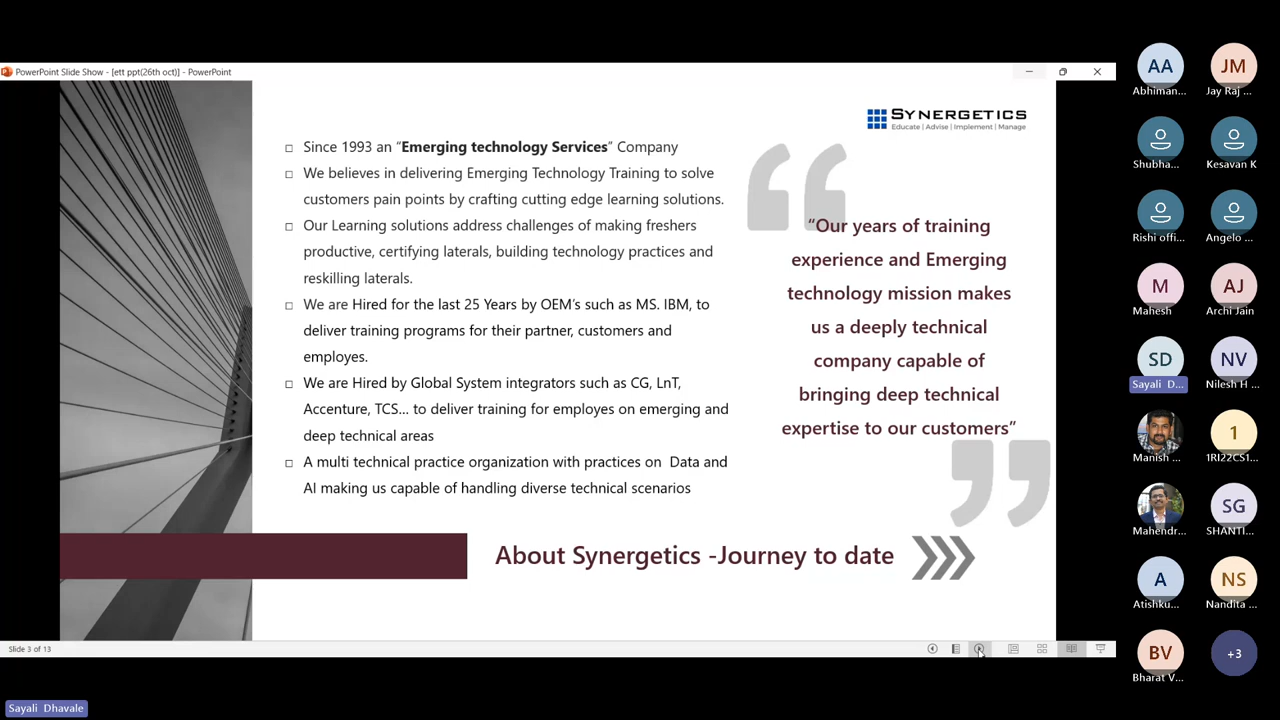 PowerPoint Slide Show - [ett ppt(26th oct)] - PowerPoint
SYNERGETICS
Educate | Advise | Implement | Manage
Since 1993 an “Emerging technology Services” Company
We believes in delivering Emerging Technology Training to solve
customers pain points by crafting cutting edge learning solutions.
Our Learning solutions address challenges of making freshers
productive, certifying laterals, building technology practices and
reskilling laterals.
We are Hired for the last 25 Years by OEM’s such as MS. IBM, to
deliver training programs for their partner, customers and
employes.
We are Hired by Global System integrators such as CG, LnT,
Accenture, TCS... to deliver training for employes on emerging and
deep technical areas
A multi technical practice organization with practices on Data and
AI making us capable of handling diverse technical scenarios
“Our years of training
experience and Emerging
technology mission makes
us a deeply technical
company capable of
bringing deep technical
expertise to our customers”
About Synergetics -Journey to date
Slide 3 of 13
Sayali Dhavale
AA
Abhiman...
JM
Jay Raj ...
Shubha...
Kesavan K
Rishi offi...
Angelo ...
M
Mahesh
AJ
Archi Jain
SD
Sayali D...
NV
Nilesh H ...
Manish ...
1
1RI22CS1...
Mahendr...
SG
SHANTI...
A
Atishku...
NS
Nandita ...
BV
Bharat V...
+3